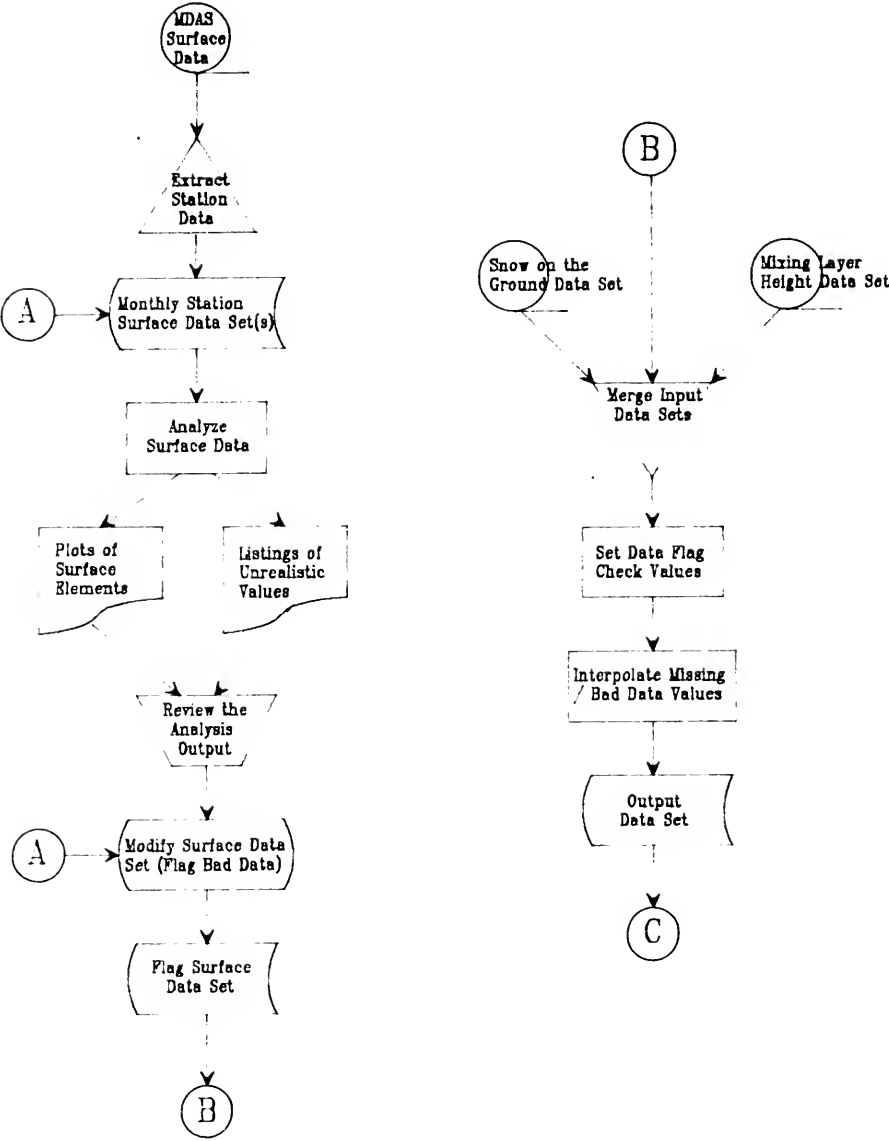 MDAS
Surface
Data
Extract
Station
Data
A
Monthly Station
Surface Data Set(s)
Analyze
Surface Data
Plots of
Surface
Elements
Listings of
Unrealistic
Values
Review the
Analysis
Output
A
Modify Surface Data
Set (Flag Bad Data)
Flag Surface
Data Set
B
B
Snow on the
Ground Data Set
Mixing Layer
Height Data Set
Merge Input
Data Sets
Set Data Flag
Check Values
Interpolate Missing
/ Bad Data Values
Output
Data Set
C